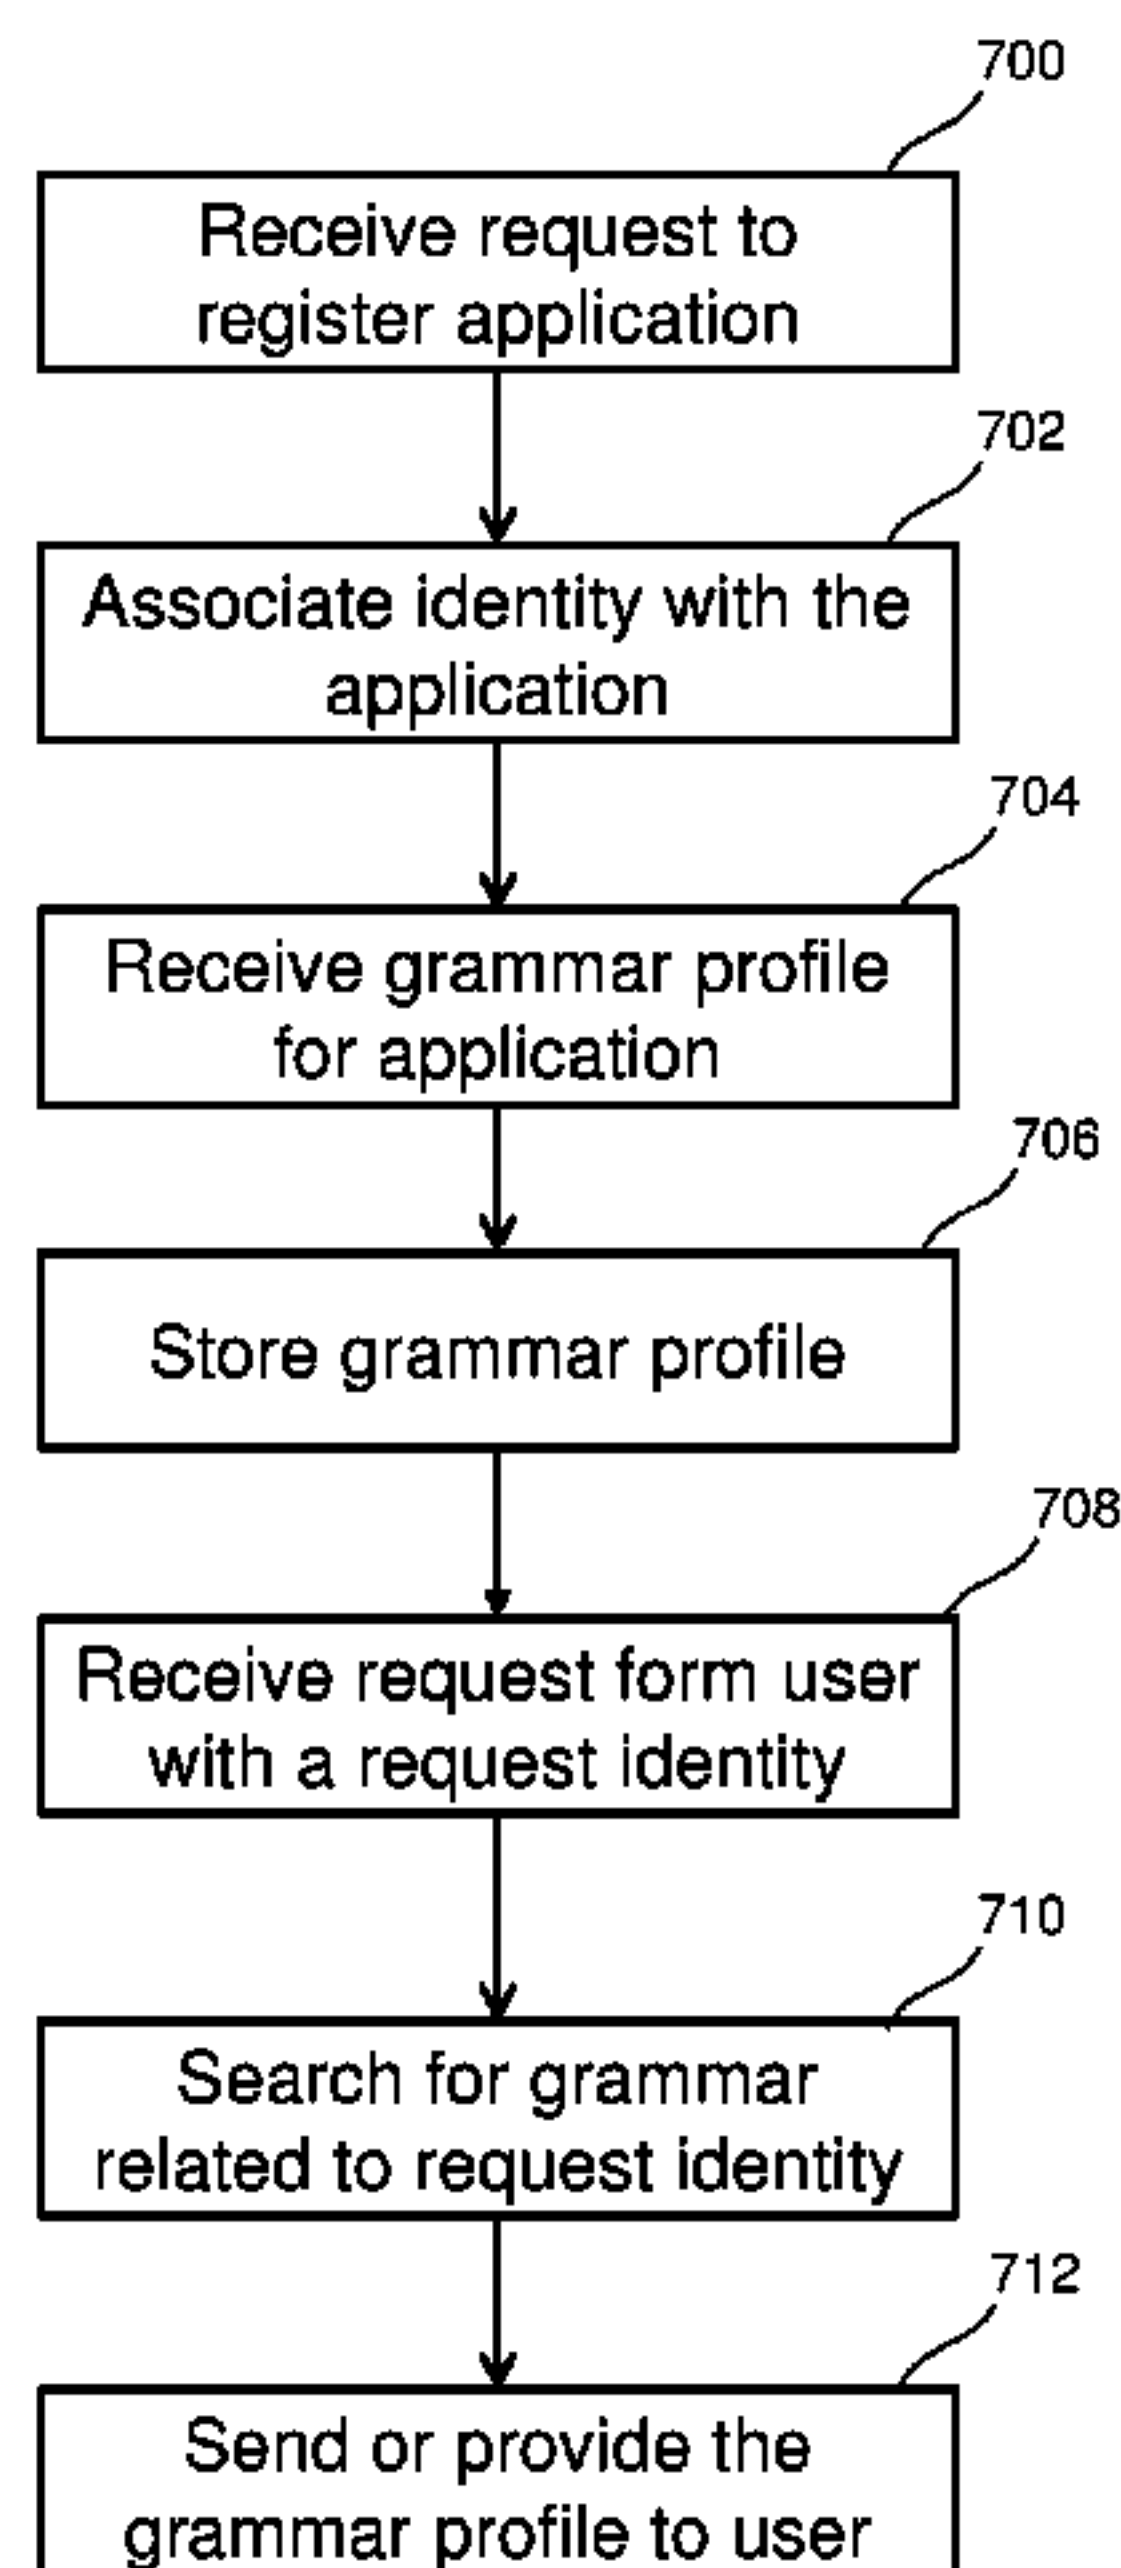 700
Receive request to
register application
702
Associate identity with the
application
704
Receive grammar profile
for application
706
Store grammar profile
708
Receive request form user
with a request identity
710
Search for grammar
related to request identity
712
Send or provide the
grammar profile to user